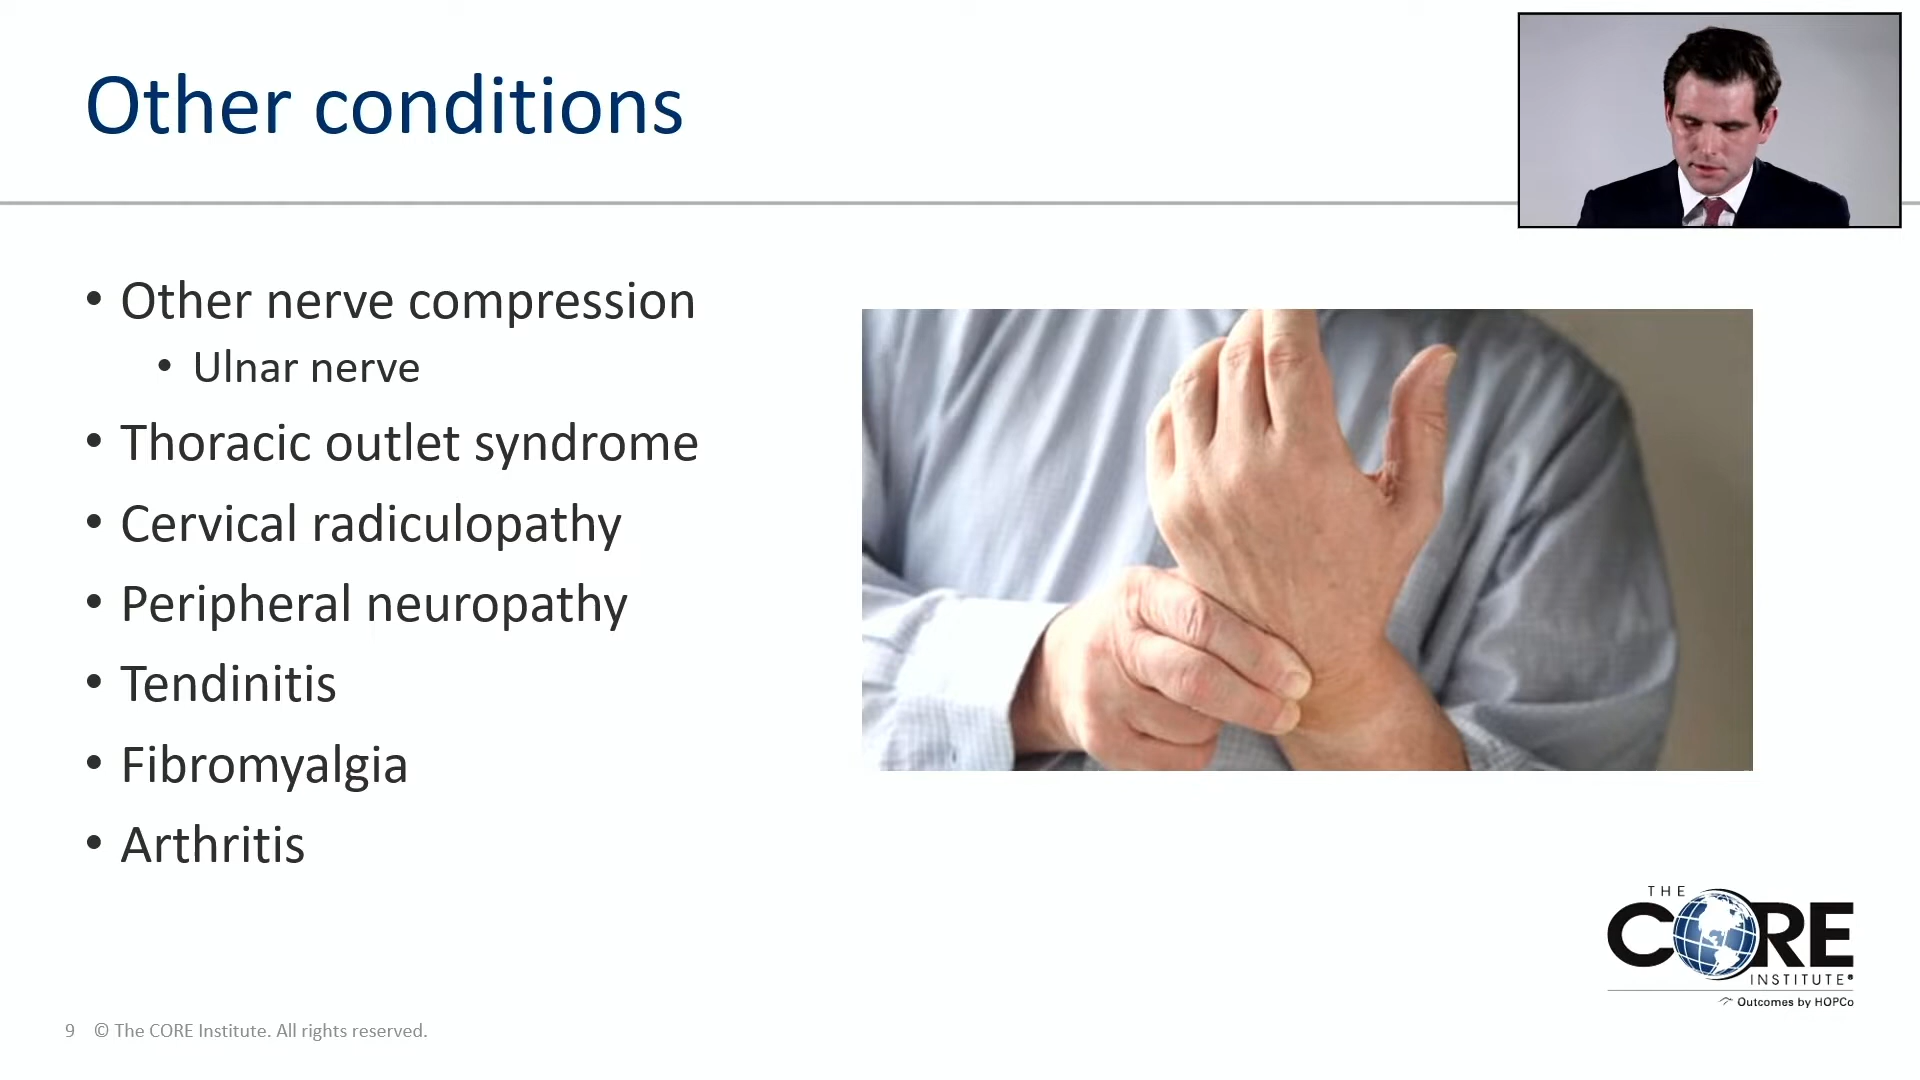 Other conditions
• Other nerve compression
• Ulnar nerve
• Thoracic outlet syndrome
• Cervical radiculopathy
• Peripheral neuropathy
• Tendinitis
• Fibromyalgia
• Arthritis
THE
CORE
INSTITUTE®
Outcomes by HOPCo
9 © The CORE Institute. All rights reserved.